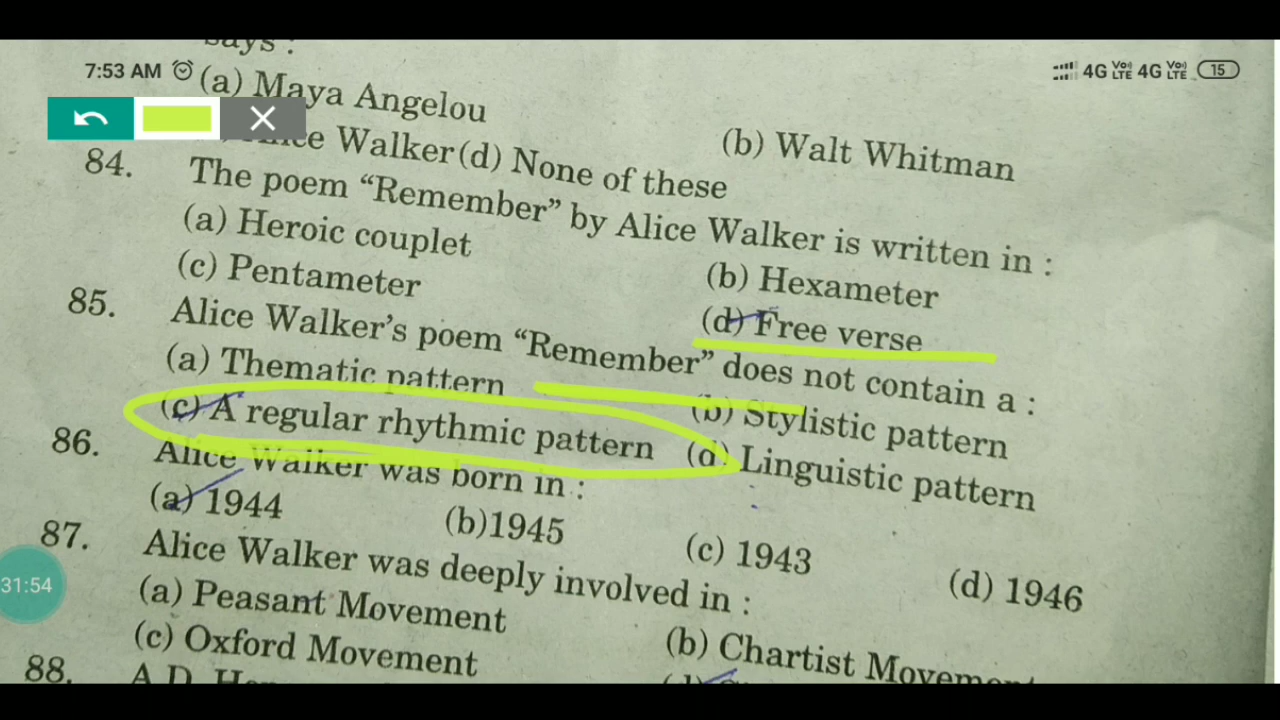 says :
7:53 AM
4G VoLTE 4G VoLTE 15
(a) Maya Angelou
(b) Walt Whitman
Walker (d) None of these
84. The poem “Remember” by Alice Walker is written in :
(a) Heroic couplet
(b) Hexameter
(c) Pentameter
(d) Free verse
85. Alice Walker’s poem “Remember” does not contain a :
(a) Thematic pattern
(b) Stylistic pattern
(c) A regular rhythmic pattern
(d) Linguistic pattern
86. Alice Walker was born in :
(a) 1944
(b)1945
(c) 1943
(d) 1946
87. Alice Walker was deeply involved in :
31:54
(a) Peasant Movement
(b) Chartist Movement
(c) Oxford Movement
88. A.D.